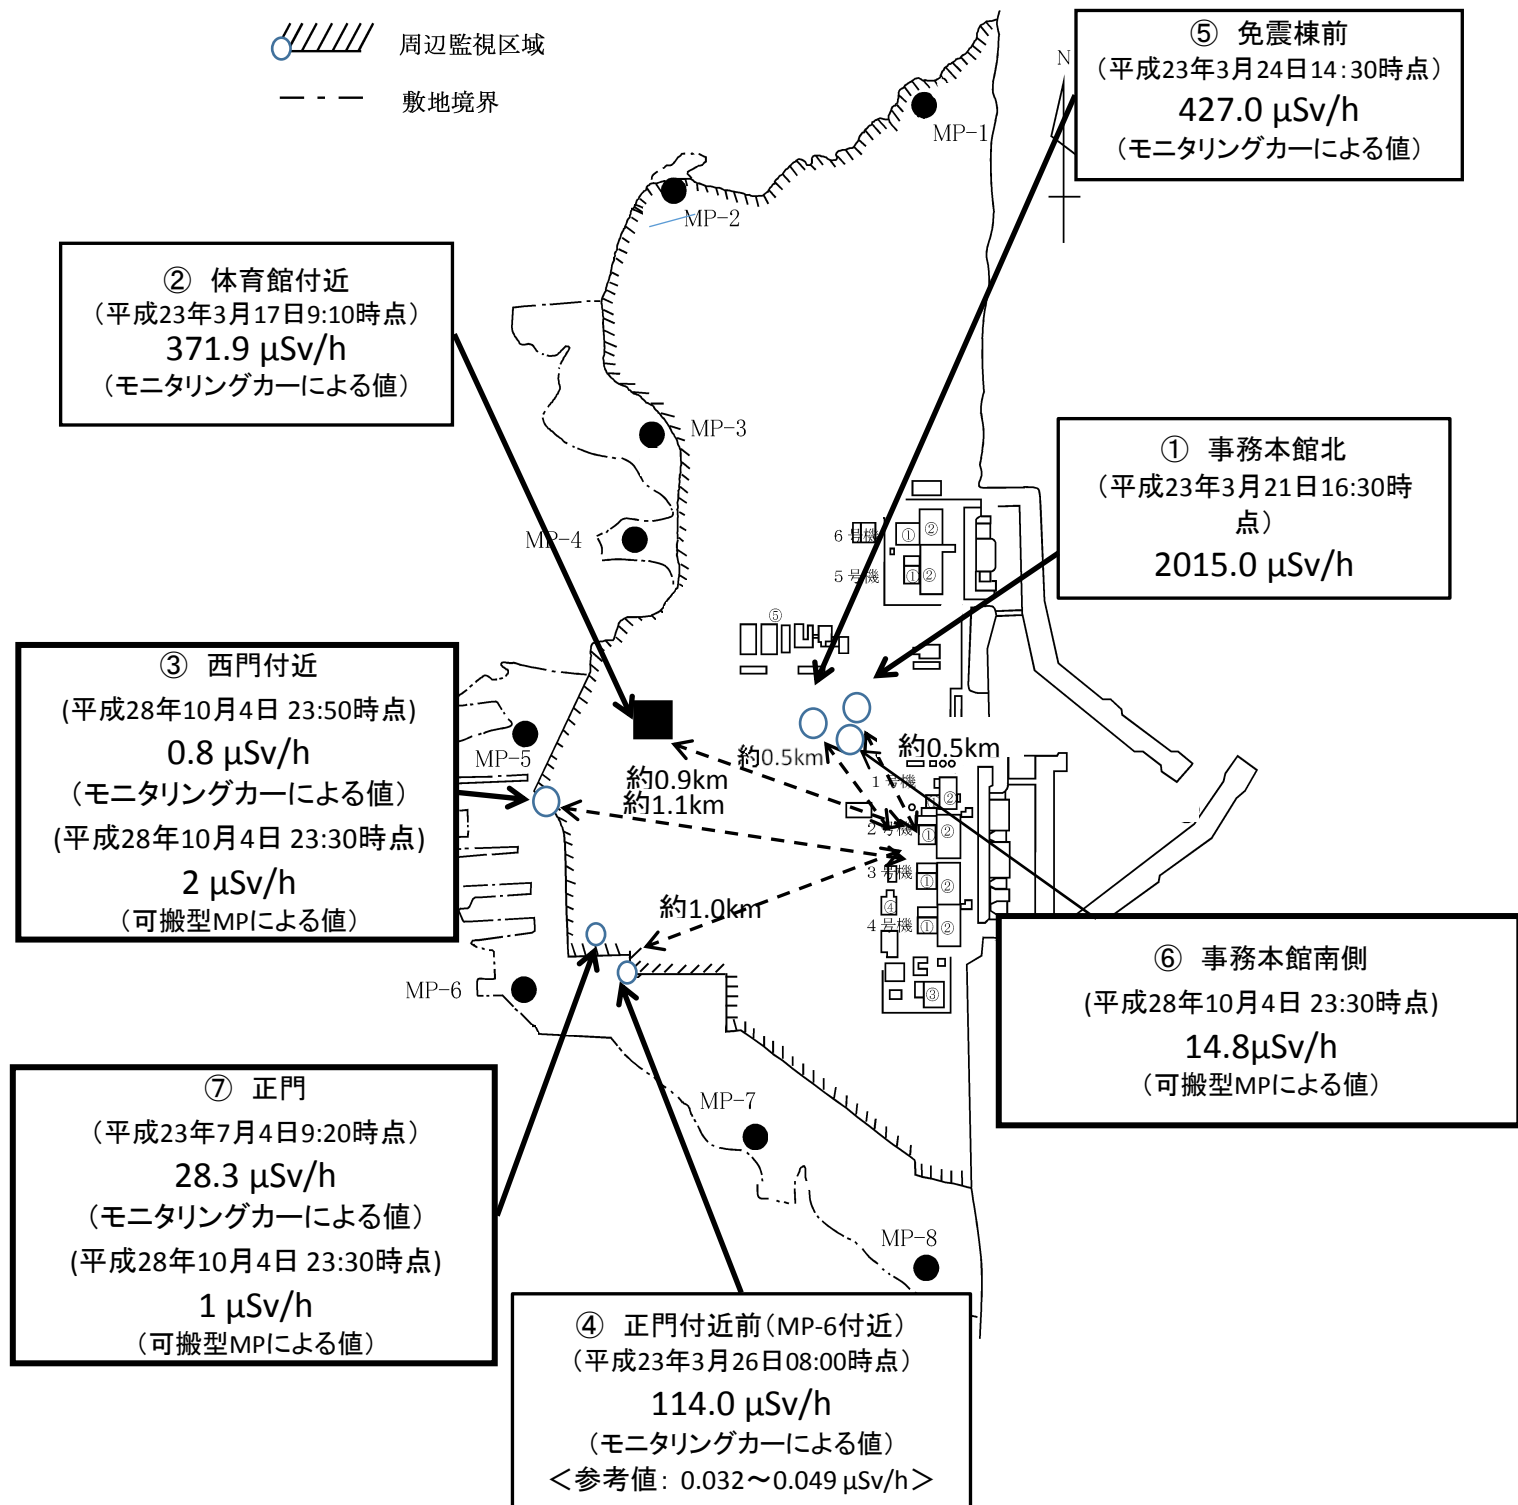 周辺監視区域
敷地境界
⑤ 免震棟前
（平成23年3月24日14:30時点）
427.0 μSv/h
（モニタリングカーによる値）
N
MP-1
MP-2
② 体育館付近
（平成23年3月17日9:10時点）
371.9 μSv/h
（モニタリングカーによる値）
MP-3
① 事務本館北
（平成23年3月21日16:30時
点）
2015.0 μSv/h
MP-4
6号機
①
②
5号機
①
②
⑤
③ 西門付近
(平成28年10月4日 23:50時点)
0.8 μSv/h
（モニタリングカーによる値）
(平成28年10月4日 23:30時点)
2 μSv/h
（可搬型MPによる値）
MP-5
約0.5km
約0.5km
約0.9km
約1.1km
1号機
①
②
2号機
①
②
3号機
①
②
④
4号機
①
②
③
約1.0km
MP-6
⑥ 事務本館南側
(平成28年10月4日 23:30時点)
14.8μSv/h
（可搬型MPによる値）
⑦ 正門
（平成23年7月4日9:20時点）
28.3 μSv/h
（モニタリングカーによる値）
(平成28年10月4日 23:30時点)
1 μSv/h
（可搬型MPによる値）
MP-7
MP-8
④ 正門付近前（MP-6付近）
（平成23年3月26日08:00時点）
114.0 μSv/h
（モニタリングカーによる値）
＜参考値： 0.032～0.049 μSv/h＞